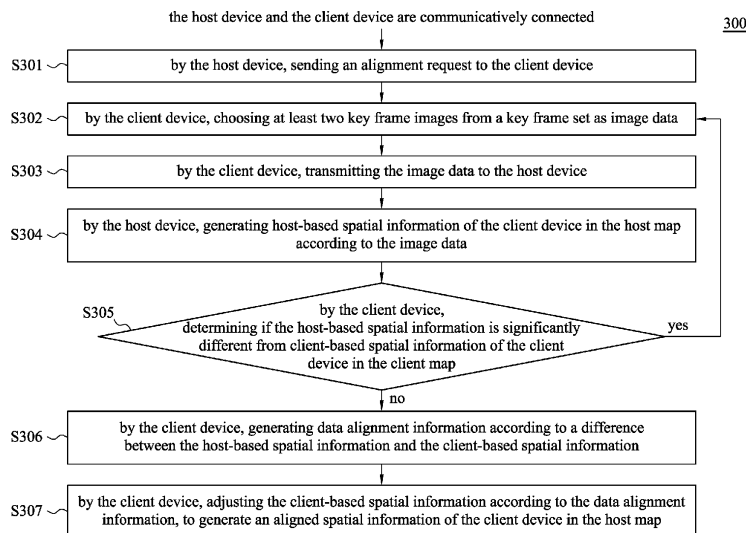 the host device and the client device are communicatively connected
300
S301
by the host device, sending an alignment request to the client device
S302
by the client device, choosing at least two key frame images from a key frame set as image data
S303
by the client device, transmitting the image data to the host device
S304
by the host device, generating host-based spatial information of the client device in the host map
according to the image data
S305
by the client device,
determining if the host-based spatial information is significantly
different from client-based spatial information of the client
device in the client map
yes
no
S306
by the client device, generating data alignment information according to a difference
between the host-based spatial information and the client-based spatial information
S307
by the client device, adjusting the client-based spatial information according to the data alignment
information, to generate an aligned spatial information of the client device in the host map